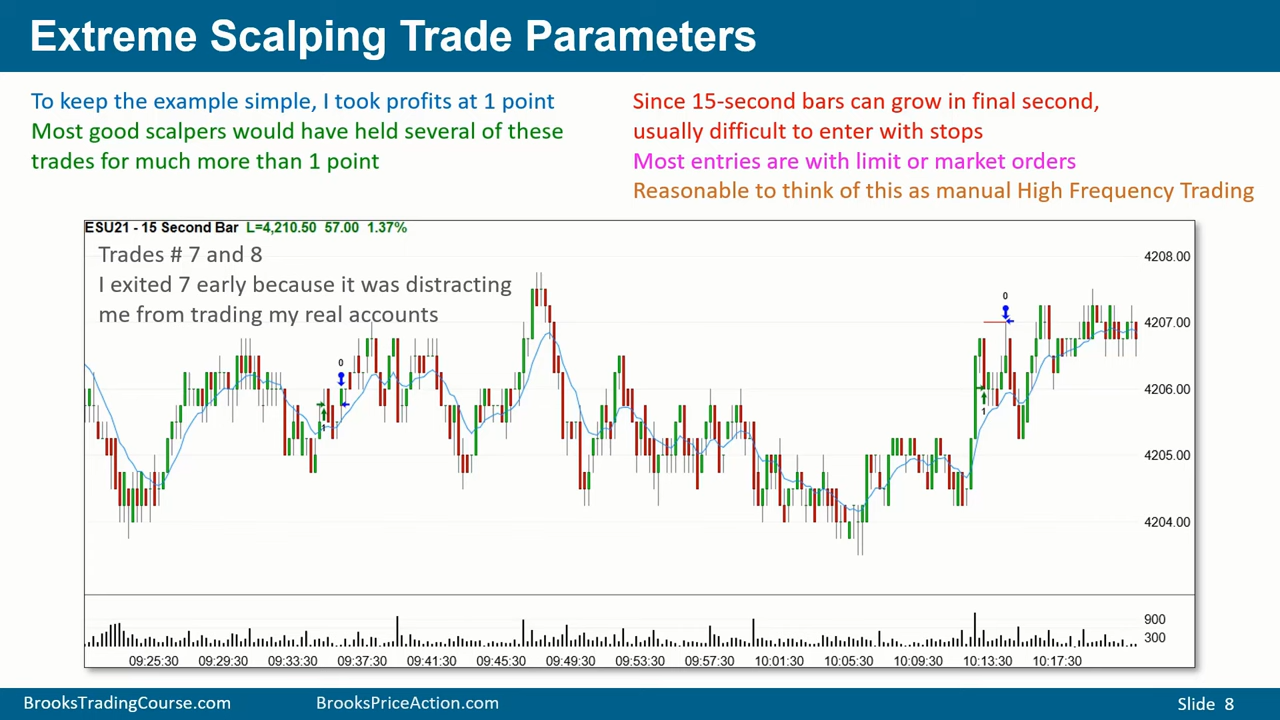 Extreme Scalping Trade Parameters
To keep the example simple, I took profits at 1 point
Most good scalpers would have held several of these
trades for much more than 1 point
Since 15-second bars can grow in final second,
usually difficult to enter with stops
Most entries are with limit or market orders
Reasonable to think of this as manual High Frequency Trading
ESU21 - 15 Second Bar L=4,210.50 57.00 1.37%
Trades # 7 and 8
I exited 7 early because it was distracting
me from trading my real accounts
0
1
0
1
4208.00
4207.00
4206.00
4205.00
4204.00
900
300
09:25:30 09:29:30 09:33:30 09:37:30 09:41:30 09:45:30 09:49:30 09:53:30 09:57:30 10:01:30 10:05:30 10:09:30 10:13:30 10:17:30
BrooksTradingCourse.com BrooksPriceAction.com Slide 8